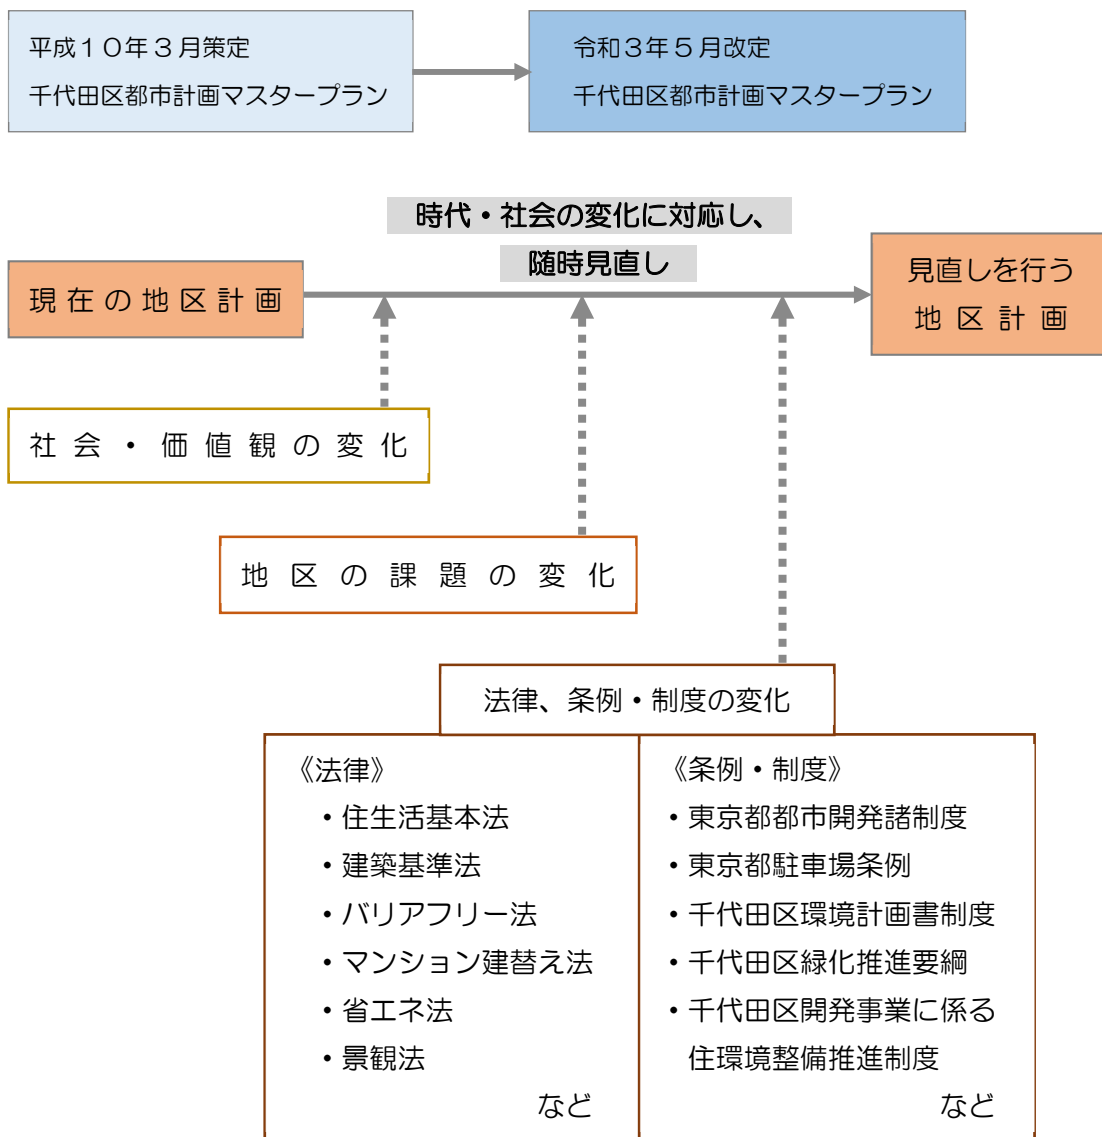 平成１０年３月策定
千代田区都市計画マスタープラン
令和３年５月改定
千代田区都市計画マスタープラン
時代・社会の変化に対応し、
随時見直し
現在の地区計画
見直しを行う
地区計画
社会・価値観の変化
地区の課題の変化
法律、条例・制度の変化
《法律》
・住生活基本法
・建築基準法
・バリアフリー法
・マンション建替え法
・省エネ法
・景観法
など
《条例・制度》
・東京都都市開発諸制度
・東京都駐車場条例
・千代田区環境計画書制度
・千代田区緑化推進要綱
・千代田区開発事業に係る
住環境整備推進制度
など